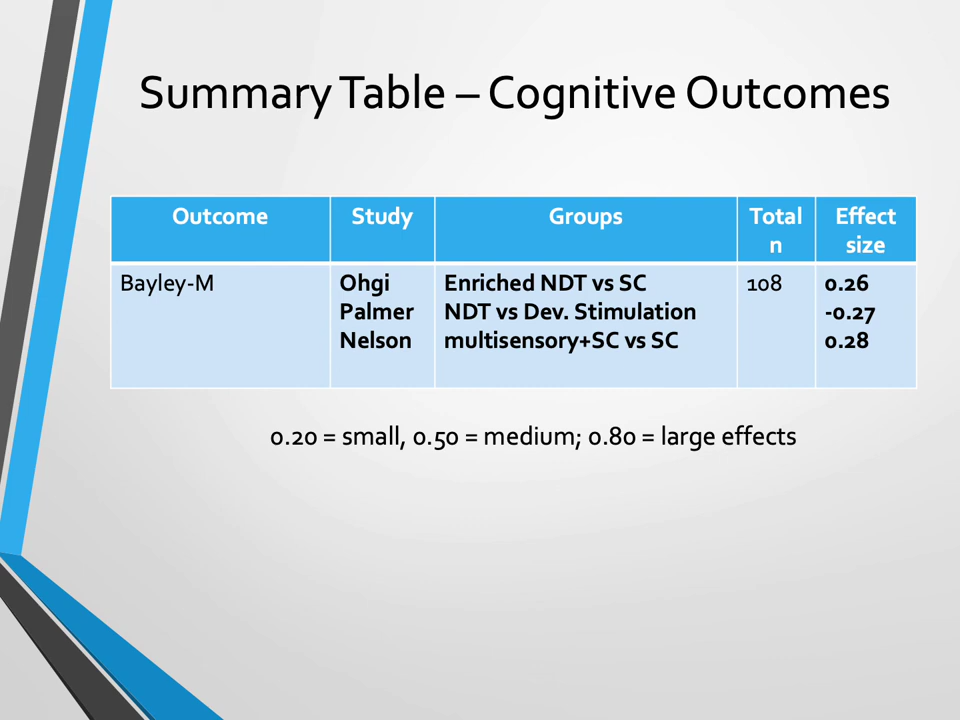 Summary Table – Cognitive Outcomes
Outcome Study Groups Total n Effect size
Bayley-M Ohgi Enriched NDT vs SC 108 0.26
Palmer NDT vs Dev. Stimulation -0.27
Nelson multisensory+SC vs SC 0.28
0.20 = small, 0.50 = medium; 0.80 = large effects